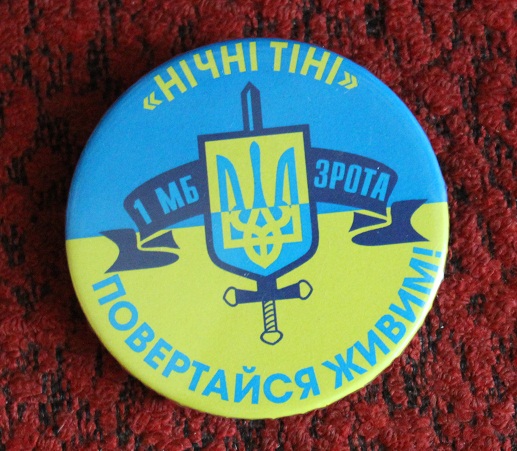 «НІЧНІ ТІНІ»
1 МБ 3РОТА
ПОВЕРТАЙСЯ ЖИВИМ!